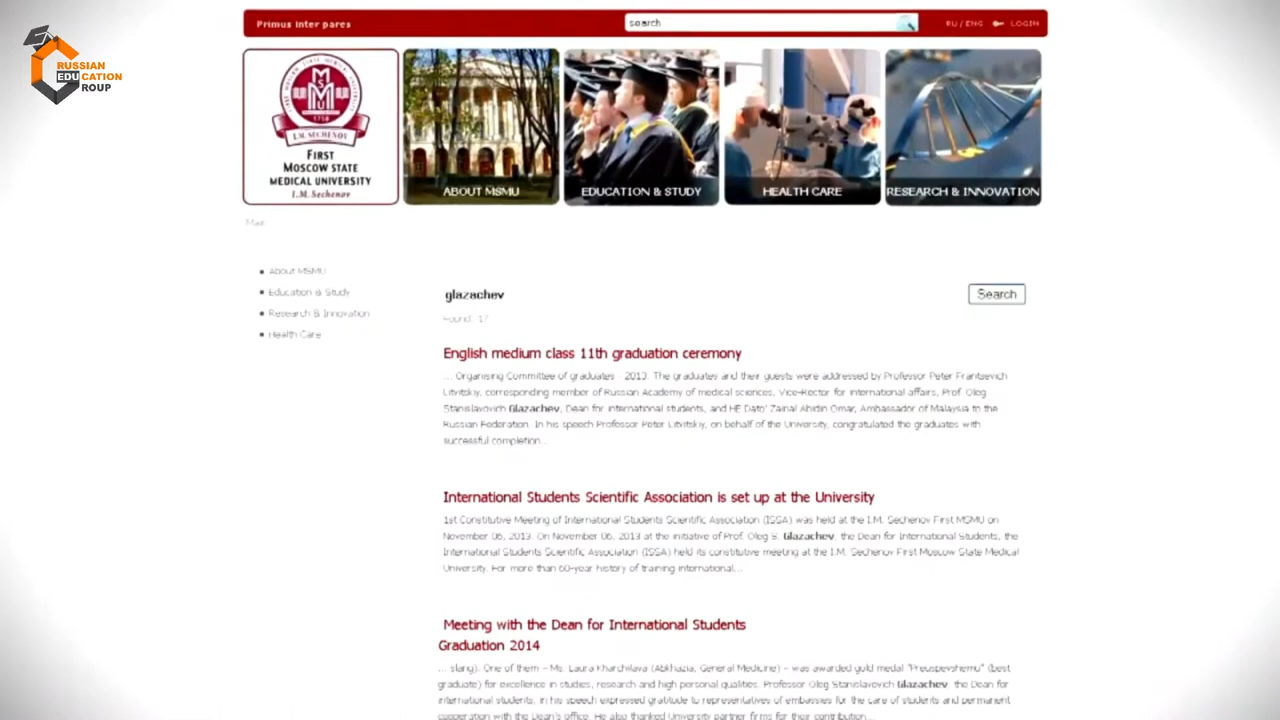 Primus inter pares
search
RU / ENG
LOGIN
RUSSIAN
EDUCATION
ROUP
I.M. SECHENOV
1758
FIRST
MOSCOW STATE
MEDICAL UNIVERSITY
I.M. Sechenov
ABOUT MSMU
EDUCATION & STUDY
HEALTH CARE
RESEARCH & INNOVATION
Main
About MSMU
Education & Study
Research & Innovation
Health Care
glazachev
Search
Found: 17
English medium class 11th graduation ceremony
... Organising Committee of graduates - 2013. The graduates and their guests were addressed by Professor Peter Frantsevich
Litvitskiy, corresponding member of Russian Academy of medical sciences, Vice-Rector for international affairs, Prof. Oleg
Stanislavovich Glazachev, Dean for international students, and HE Dato' Zainal Abidin Omar, Ambassador of Malaysia to the
Russian Federation. In his speech Professor Peter Litvitskiy, on behalf of the University, congratulated the graduates with
successful completion...
International Students Scientific Association is set up at the University
1st Constitutive Meeting of International Students Scientific Association (ISSA) was held at the I.M. Sechenov First MSMU on
November 06, 2013. On November 06, 2013 at the initiative of Prof. Oleg S. Glazachev, the Dean for International Students, the
International Students Scientific Association (ISSA) held its constitutive meeting at the I.M. Sechenov First Moscow State Medical
University. For more than 60-year history of training international...
Meeting with the Dean for International Students
Graduation 2014
... slang). One of them – Ms. Laura Kharchilava (Abkhazia, General Medicine) – was awarded gold medal "Preuspevshemu" (best
graduate) for excellence in studies, research and high personal qualities. Professor Oleg Stanislavovich Glazachev, the Dean for
international students, in his speech expressed gratitude to representatives of embassies for the care of students and permanent
cooperation with the Dean's office. He also thanked University partner firms for their contribution...